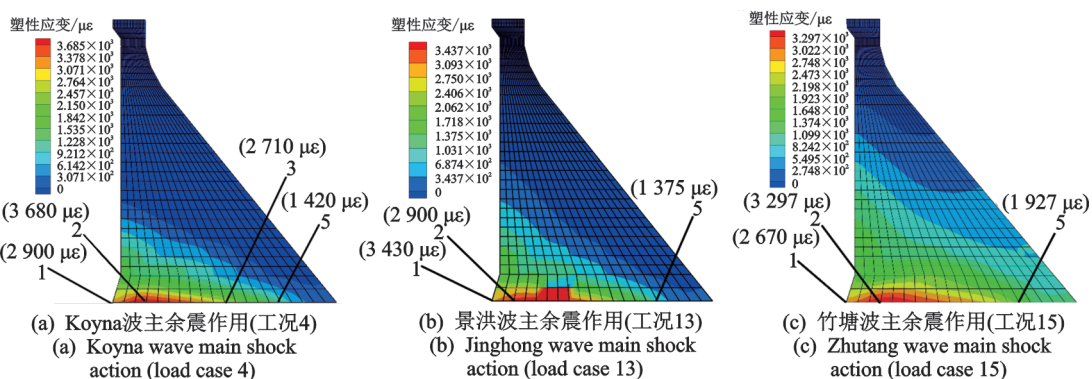 塑性应变/με
3.685×10³
3.378×10³
3.071×10³
2.764×10³
2.457×10³
2.150×10³
1.842×10³
1.535×10³
1.228×10³
9.212×10²
6.142×10²
3.071×10²
0
(2 710 με)
3
(1 420 με)
5
(3 680 με)
2
(2 900 με)
1
(a) Koyna波主余震作用(工况4)
(a) Koyna wave main shock
action (load case 4)
塑性应变/με
3.437×10³
3.093×10³
2.750×10³
2.406×10³
2.062×10³
1.718×10³
1.375×10³
1.031×10³
6.874×10²
3.437×10²
0
(1 375 με)
5
(2 900 με)
2
(3 430 με)
1
(b) 景洪波主余震作用(工况13)
(b) Jinghong wave main shock
action (load case 13)
塑性应变/με
3.297×10³
3.022×10³
2.748×10³
2.473×10³
2.198×10³
1.923×10³
1.648×10³
1.374×10³
1.099×10³
8.242×10²
5.495×10²
2.748×10²
0
(3 297 με)
2
(1 927 με)
5
(2 670 με)
1
(c) 竹塘波主余震作用(工况15)
(c) Zhutang wave main shock
action (load case 15)